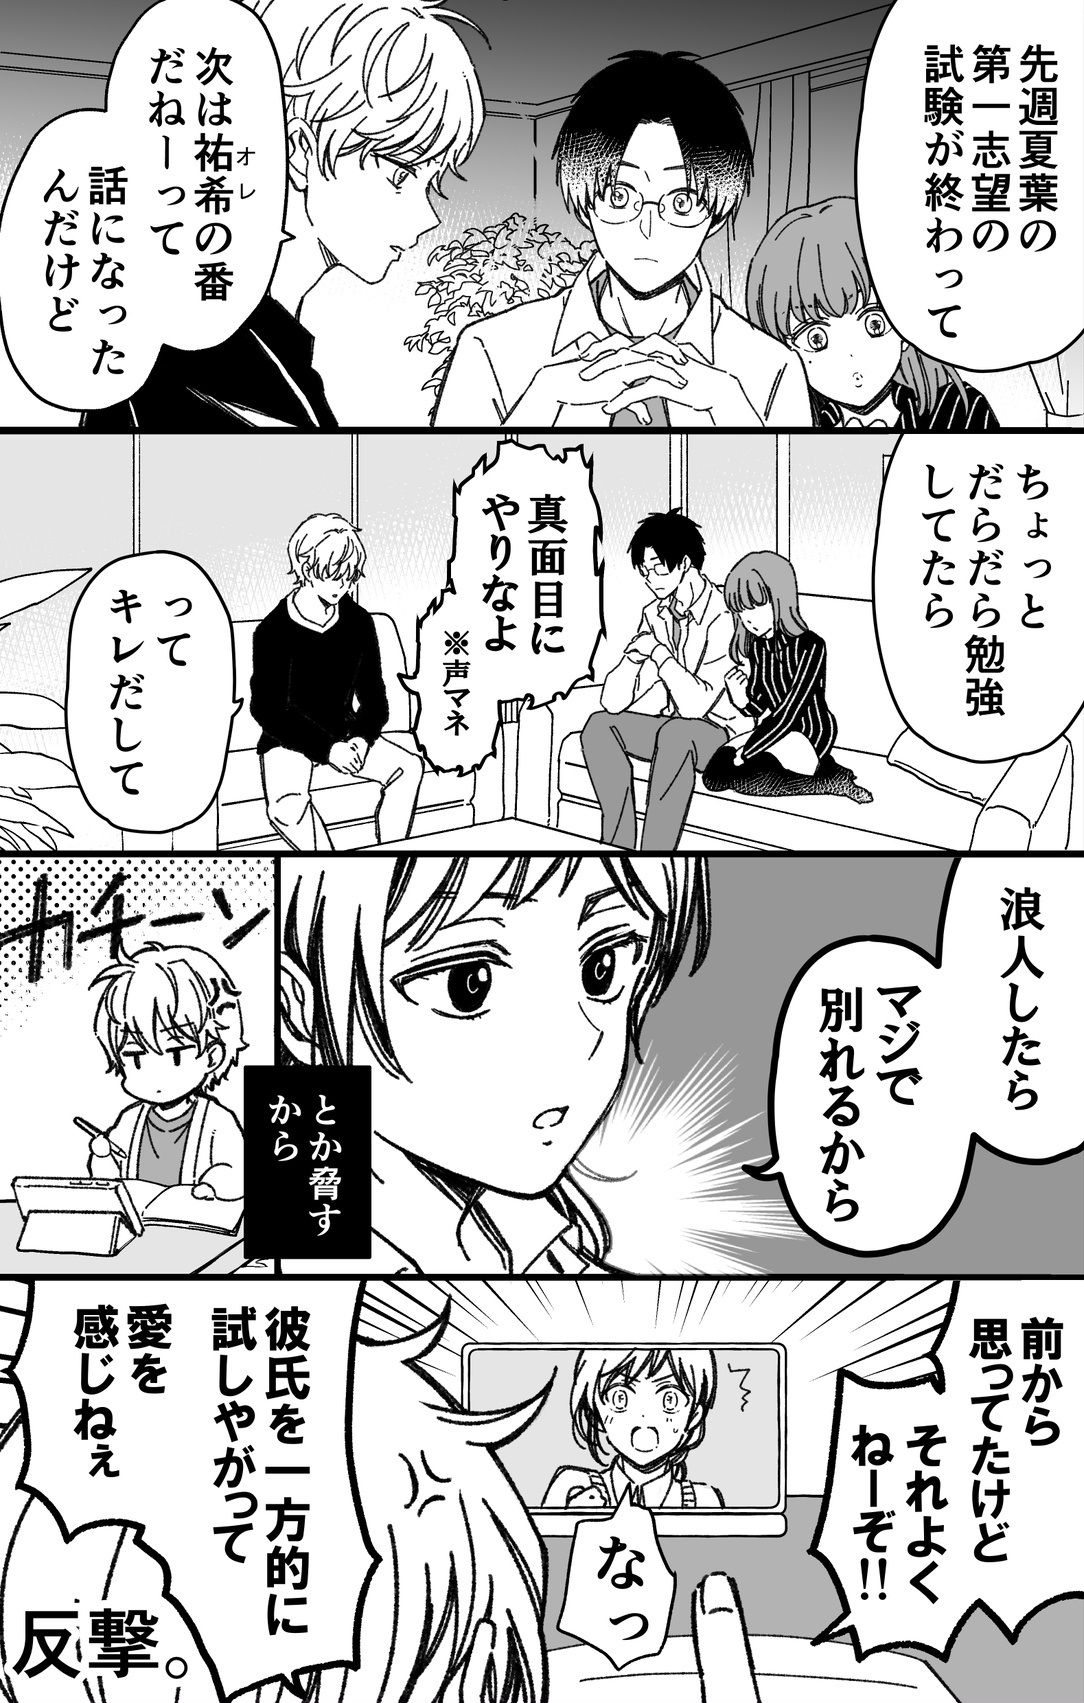 先週夏葉の
第一志望の
試験が終わって
次は祐希の番
オレ
だねーって
話になった
んだけど
ちょっと
だらだら勉強
してたら
真面目に
やりなよ
※声マネ
って
キレだして
浪人したら
マジで
別れるから
とか脅す
から
カチーン
前から
思ってたけど
それよく
ねーぞ!!
なっ
彼氏を一方的に
試しやがって
愛を
感じねぇ
反撃。